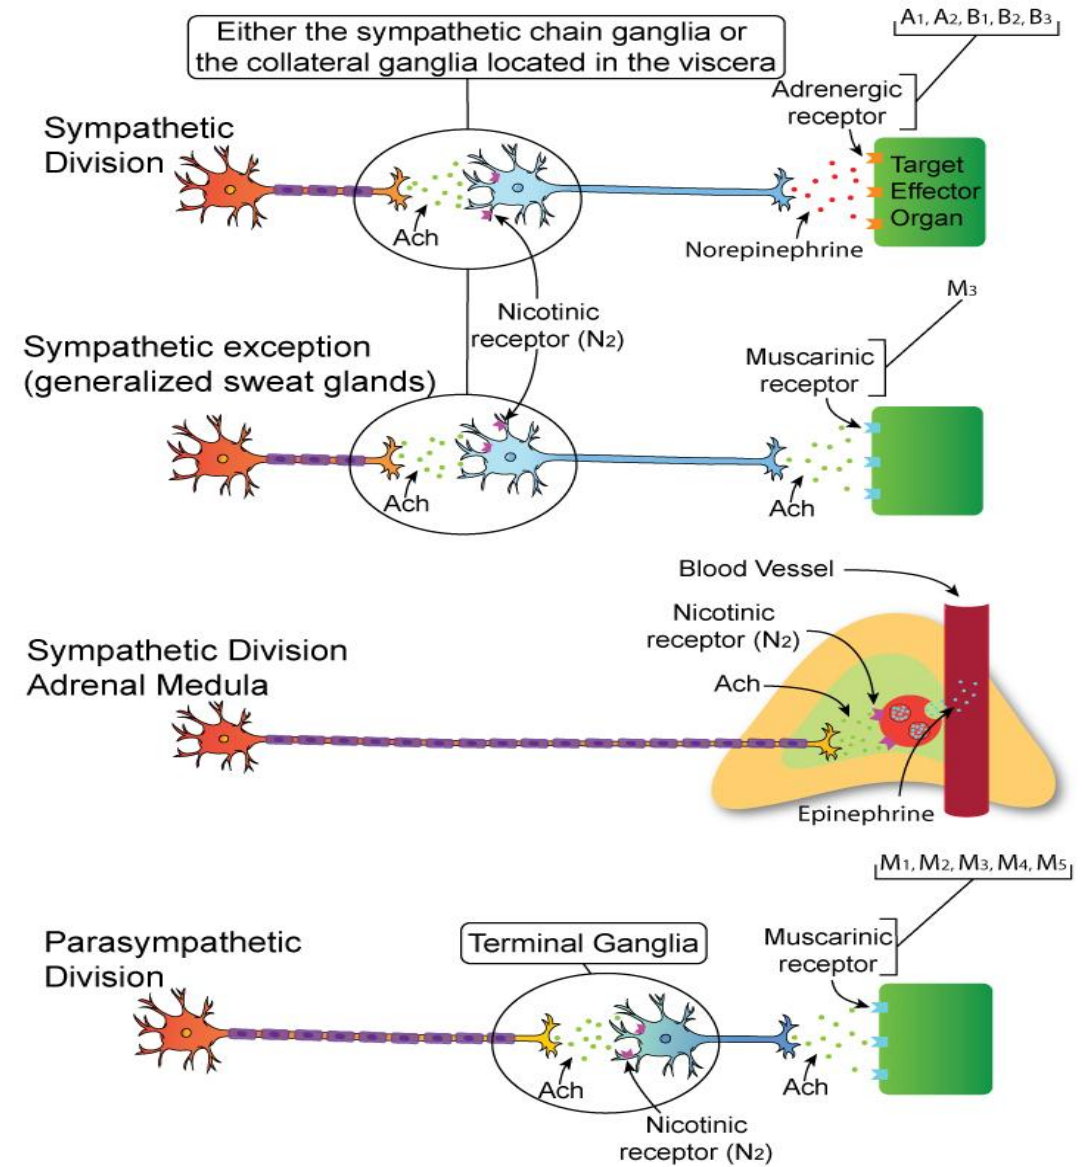 Either the sympathetic chain ganglia or
the collateral ganglia located in the viscera
A1, A2, B1, B2, B3
Adrenergic
receptor
Sympathetic
Division
Target
Effector
Organ
Ach
Norepinephrine
Nicotinic
receptor (N2)
M3
Sympathetic exception
(generalized sweat glands)
Muscarinic
receptor
Ach
Ach
Blood Vessel
Nicotinic
receptor (N2)
Sympathetic Division
Adrenal Medula
Ach
Epinephrine
M1, M2, M3, M4, M5
Parasympathetic
Division
Terminal Ganglia
Muscarinic
receptor
Ach
Ach
Nicotinic
receptor (N2)